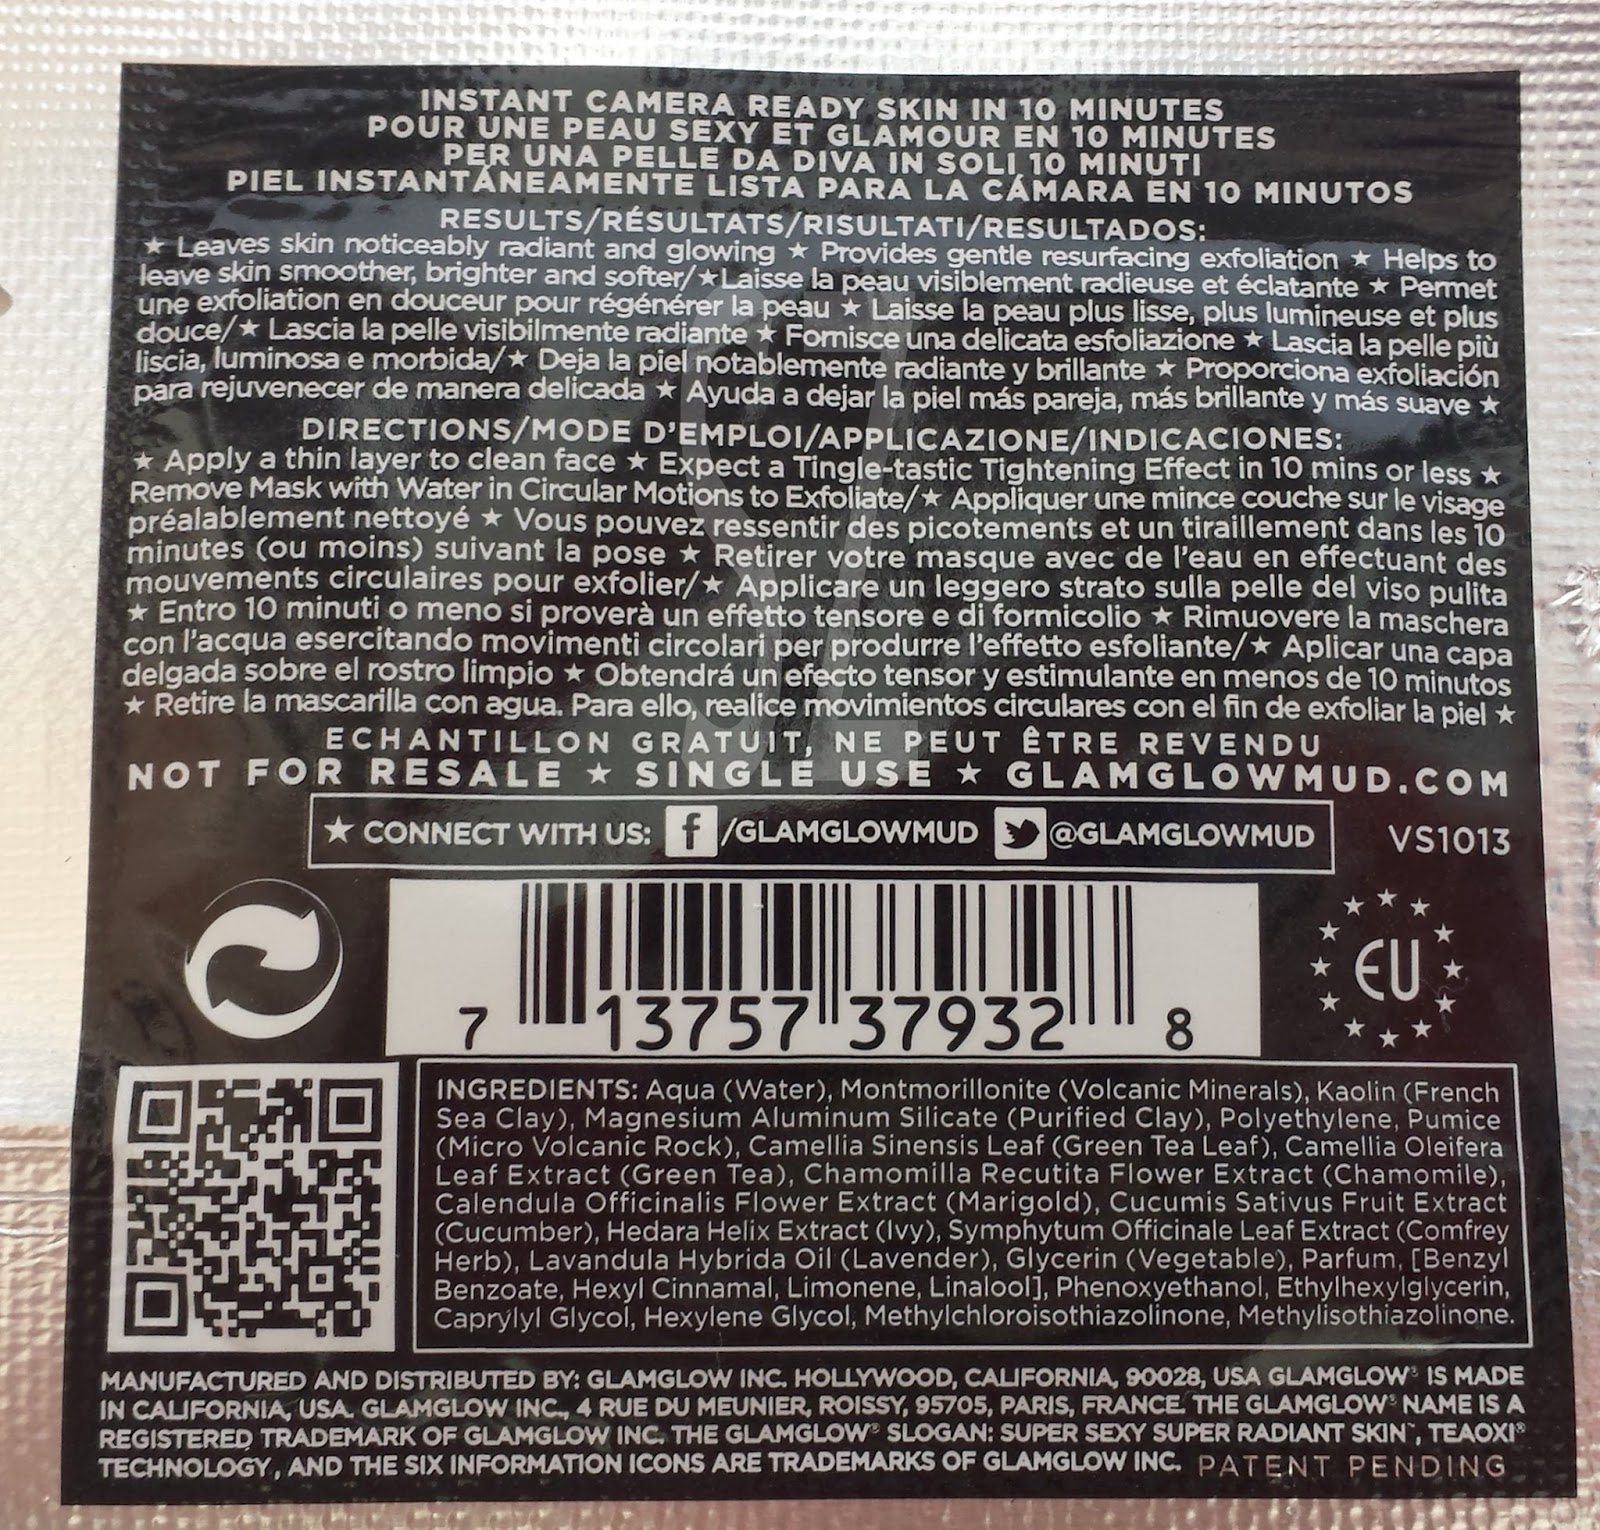 INSTANT CAMERA READY SKIN IN 10 MINUTES
POUR UNE PEAU SEXY ET GLAMOUR EN 10 MINUTES
PER UNA PELLE DA DIVA IN SOLI 10 MINUTI
PIEL INSTANTÁNEAMENTE LISTA PARA LA CÁMARA EN 10 MINUTOS
RESULTS/RÉSULTATS/RISULTATI/RESULTADOS:
★ Leaves skin noticeably radiant and glowing ★ Provides gentle resurfacing exfoliation ★ Helps to
leave skin smoother, brighter and softer/★Laisse la peau visiblement radieuse et éclatante ★ Permet
une exfoliation en douceur pour régénérer la peau ★ Laisse la peau plus lisse, plus lumineuse et plus
douce/★ Lascia la pelle visibilmente radiante ★ Fornisce una delicata esfoliazione ★ Lascia la pelle più
liscia, luminosa e morbida/★ Deja la piel notablemente radiante y brillante ★ Proporciona exfoliación
para rejuvenecer de manera delicada ★ Ayuda a dejar la piel más pareja, más brillante y más suave ★
DIRECTIONS/MODE D'EMPLOI/APPLICAZIONE/INDICACIONES:
★ Apply a thin layer to clean face ★ Expect a Tingle-tastic Tightening Effect in 10 mins or less ★
Remove Mask with Water in Circular Motions to Exfoliate/★ Appliquer une mince couche sur le visage
préalablement nettoyé ★ Vous pouvez ressentir des picotements et un tiraillement dans les 10
minutes (ou moins) suivant la pose ★ Retirer votre masque avec de l'eau en effectuant des
mouvements circulaires pour exfolier/★ Applicare un leggero strato sulla pelle del viso pulita
★ Entro 10 minuti o meno si proverà un effetto tensore e di formicolio ★ Rimuovere la maschera
con l'acqua esercitando movimenti circolari per produrre l'effetto esfoliante/★ Aplicar una capa
delgada sobre el rostro limpio ★ Obtendrá un efecto tensor y estimulante en menos de 10 minutos
★ Retire la mascarilla con agua. Para ello, realice movimientos circulares con el fin de exfoliar la piel ★
ECHANTILLON GRATUIT, NE PEUT ÊTRE REVENDU
NOT FOR RESALE ★ SINGLE USE ★ GLAMGLOWMUD.COM
★ CONNECT WITH US: f /GLAMGLOWMUD @GLAMGLOWMUD VS1013
7 13757 37932 8
EU
INGREDIENTS: Aqua (Water), Montmorillonite (Volcanic Minerals), Kaolin (French
Sea Clay), Magnesium Aluminum Silicate (Purified Clay), Polyethylene, Pumice
(Micro Volcanic Rock), Camellia Sinensis Leaf (Green Tea Leaf), Camellia Oleifera
Leaf Extract (Green Tea), Chamomilla Recutita Flower Extract (Chamomile),
Calendula Officinalis Flower Extract (Marigold), Cucumis Sativus Fruit Extract
(Cucumber), Hedara Helix Extract (Ivy), Symphytum Officinale Leaf Extract (Comfrey
Herb), Lavandula Hybrida Oil (Lavender), Glycerin (Vegetable), Parfum, [Benzyl
Benzoate, Hexyl Cinnamal, Limonene, Linalool], Phenoxyethanol, Ethylhexylglycerin,
Caprylyl Glycol, Hexylene Glycol, Methylchloroisothiazolinone, Methylisothiazolinone.
MANUFACTURED AND DISTRIBUTED BY: GLAMGLOW INC. HOLLYWOOD, CALIFORNIA, 90028, USA GLAMGLOW® IS MADE
IN CALIFORNIA, USA. GLAMGLOW INC., 4 RUE DU MEUNIER, ROISSY, 95705, PARIS, FRANCE. THE GLAMGLOW® NAME IS A
REGISTERED TRADEMARK OF GLAMGLOW INC. THE GLAMGLOW® SLOGAN: SUPER SEXY SUPER RADIANT SKIN™, TEAOXI®
TECHNOLOGY, AND THE SIX INFORMATION ICONS ARE TRADEMARKS OF GLAMGLOW INC. PATENT PENDING